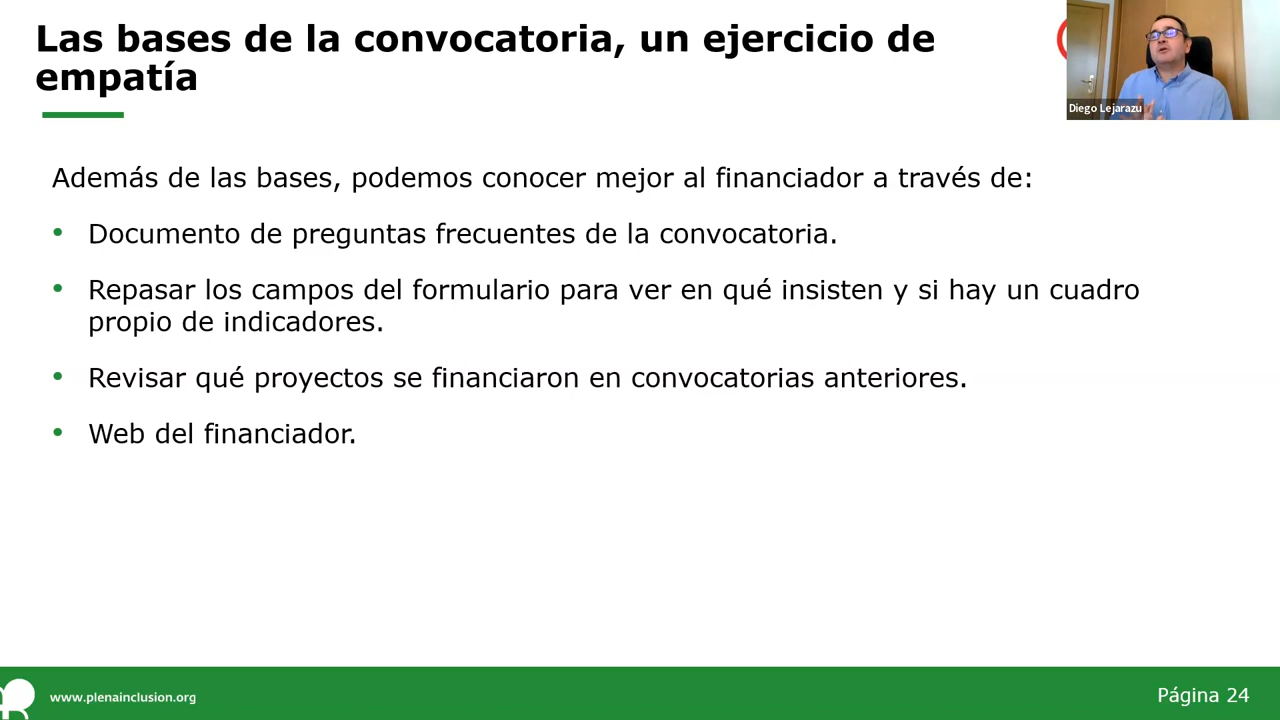 Las bases de la convocatoria, un ejercicio de
empatía
Diego Lejarazu
Además de las bases, podemos conocer mejor al financiador a través de:
• Documento de preguntas frecuentes de la convocatoria.
• Repasar los campos del formulario para ver en qué insisten y si hay un cuadro
propio de indicadores.
• Revisar qué proyectos se financiaron en convocatorias anteriores.
• Web del financiador.
www.plenainclusion.org
Página 24